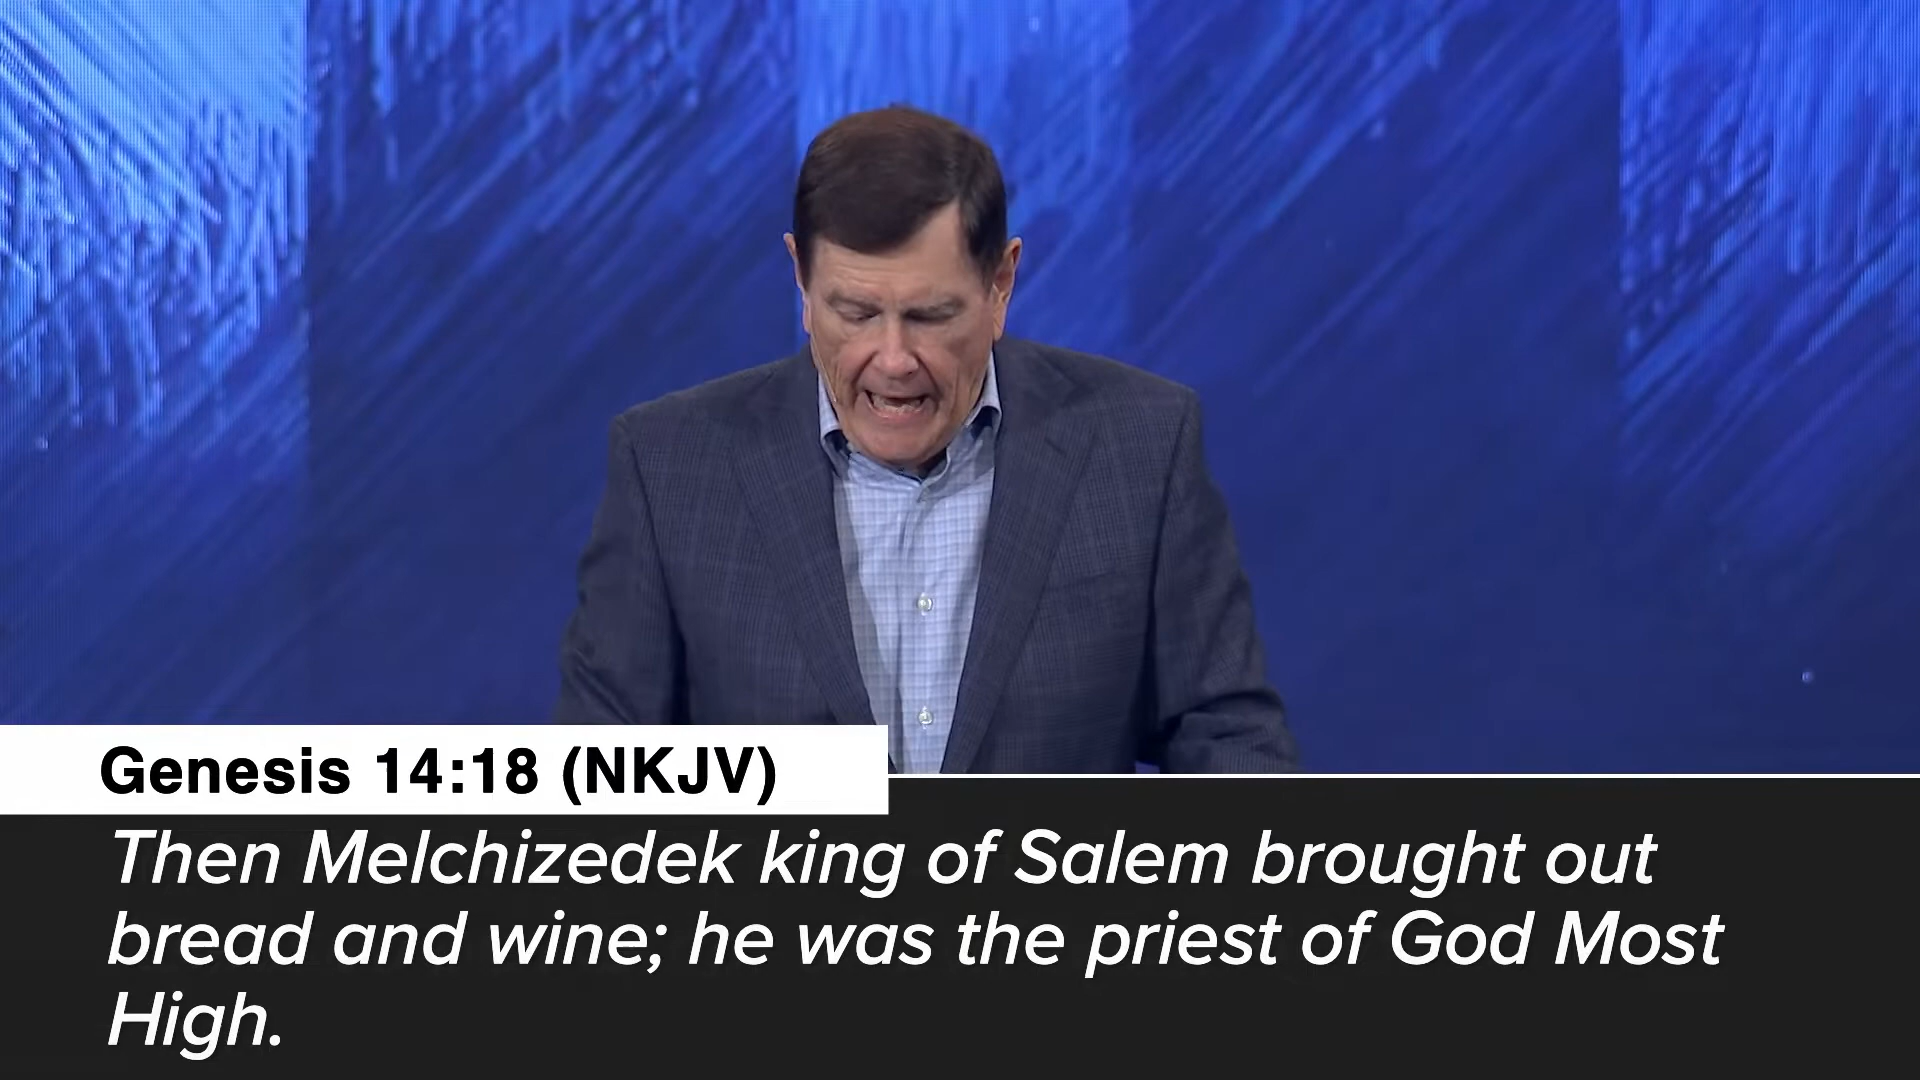 Genesis 14:18 (NKJV)
Then Melchizedek king of Salem brought out
bread and wine; he was the priest of God Most
High.